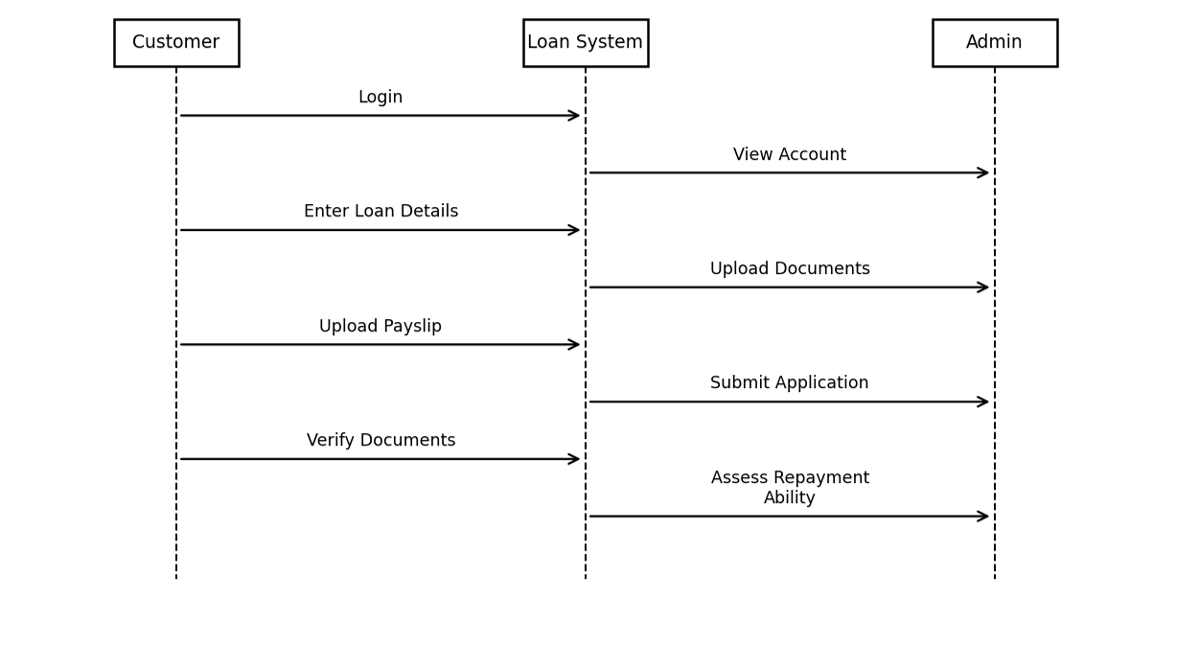 Customer
Loan System
Admin
Login
View Account
Enter Loan Details
Upload Documents
Upload Payslip
Submit Application
Verify Documents
Assess Repayment
Ability